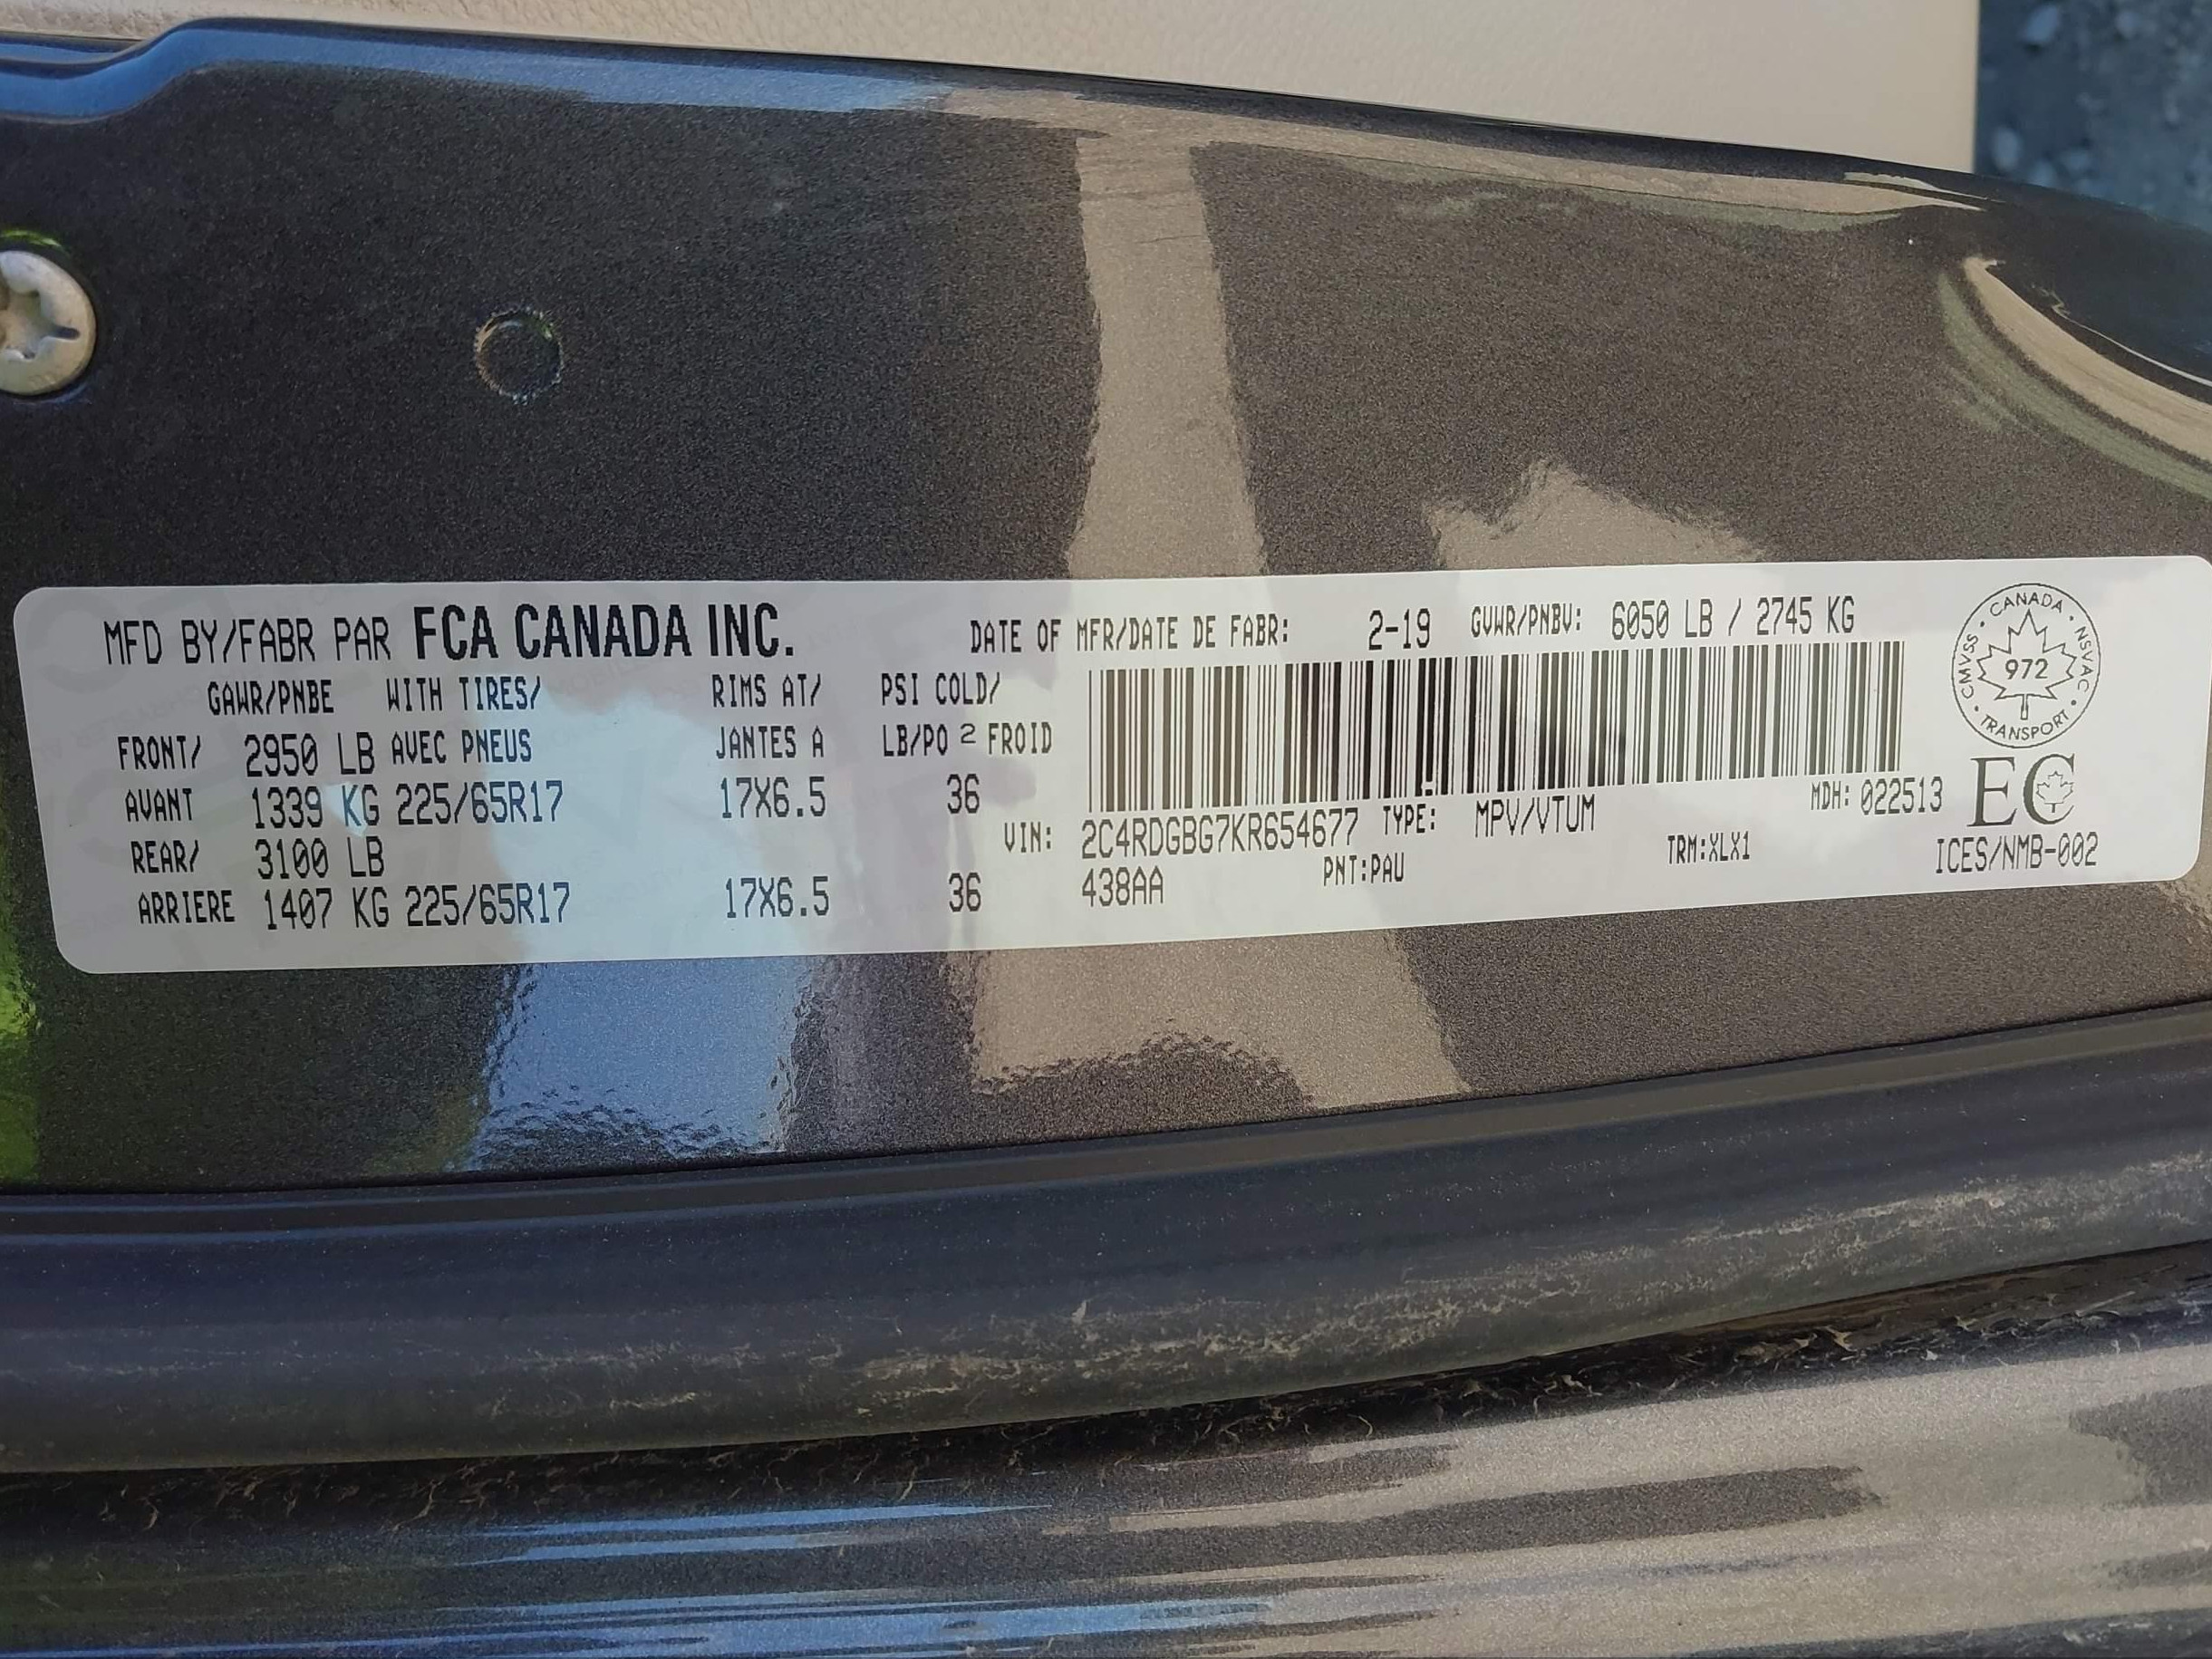 MFD BY/FABR PAR FCA CANADA INC.
DATE OF MFR/DATE DE FABR: 2-19 GVWR/PNBV: 6050 LB / 2745 KG
GAWR/PNBE WITH TIRES/ RIMS AT/ PSI COLD/
FRONT/ 2950 LB AVEC PNEUS JANTES A LB/PO 2 FROID
AVANT 1339 KG 225/65R17 17X6.5 36
REAR/ 3100 LB
ARRIERE 1407 KG 225/65R17 17X6.5 36
VIN: 2C4RDGBG7KR654677 TYPE: MPV/VTUM MDH: 022513
438AA PNT:PAU TRM:XLX1
CANADA
CMVSS 972 NSVAC
TRANSPORT
EC
ICES/NMB-002